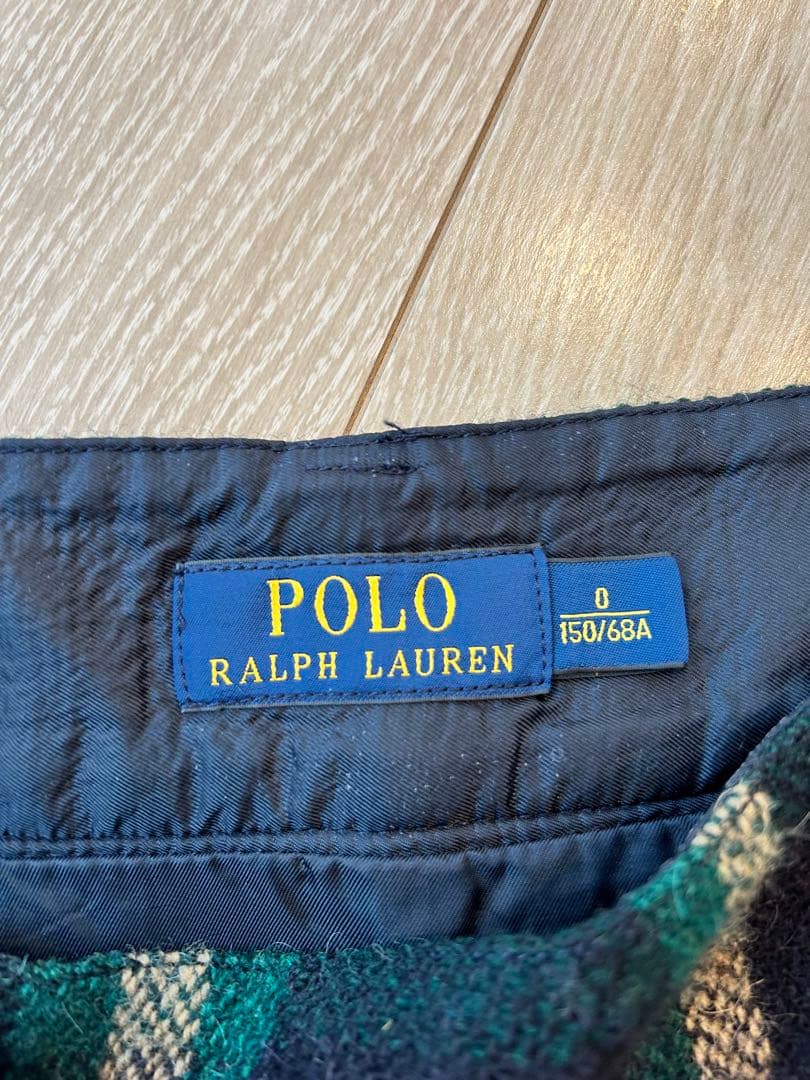 POLO
RALPH LAUREN
0
150/68A